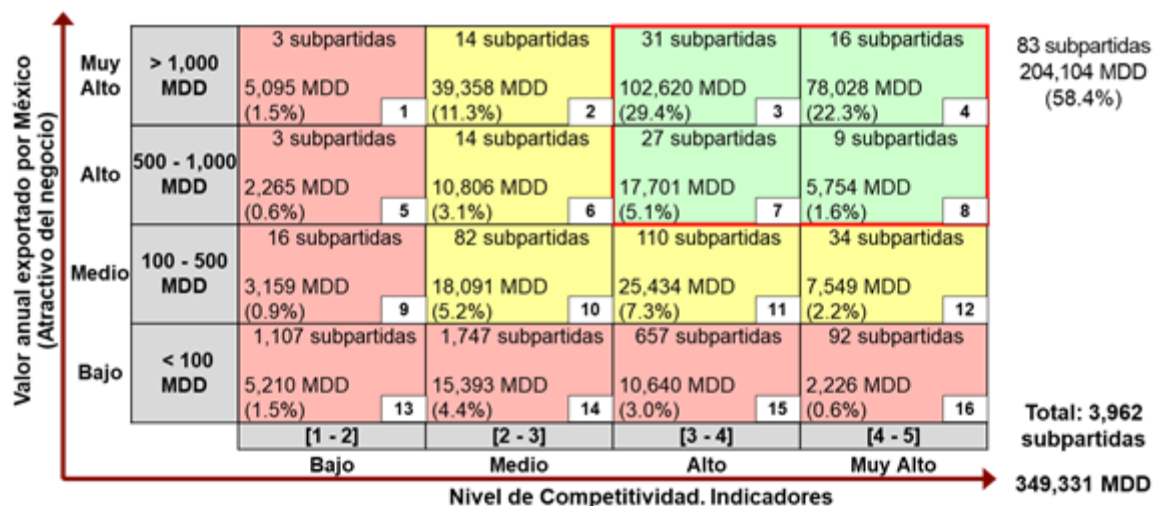 Valor anual exportado por México
(Atractivo del negocio)
Muy Alto
> 1,000 MDD
3 subpartidas
5,095 MDD
(1.5%)
1
14 subpartidas
39,358 MDD
(11.3%)
2
31 subpartidas
102,620 MDD
(29.4%)
3
16 subpartidas
78,028 MDD
(22.3%)
4
83 subpartidas
204,104 MDD
(58.4%)
Alto
500 - 1,000 MDD
3 subpartidas
2,265 MDD
(0.6%)
5
14 subpartidas
10,806 MDD
(3.1%)
6
27 subpartidas
17,701 MDD
(5.1%)
7
9 subpartidas
5,754 MDD
(1.6%)
8
Medio
100 - 500 MDD
16 subpartidas
3,159 MDD
(0.9%)
9
82 subpartidas
18,091 MDD
(5.2%)
10
110 subpartidas
25,434 MDD
(7.3%)
11
34 subpartidas
7,549 MDD
(2.2%)
12
Bajo
< 100 MDD
1,107 subpartidas
5,210 MDD
(1.5%)
13
1,747 subpartidas
15,393 MDD
(4.4%)
14
657 subpartidas
10,640 MDD
(3.0%)
15
92 subpartidas
2,226 MDD
(0.6%)
16
Total: 3,962
subpartidas
349,331 MDD
[1 - 2]
[2 - 3]
[3 - 4]
[4 - 5]
Bajo
Medio
Alto
Muy Alto
Nivel de Competitividad. Indicadores